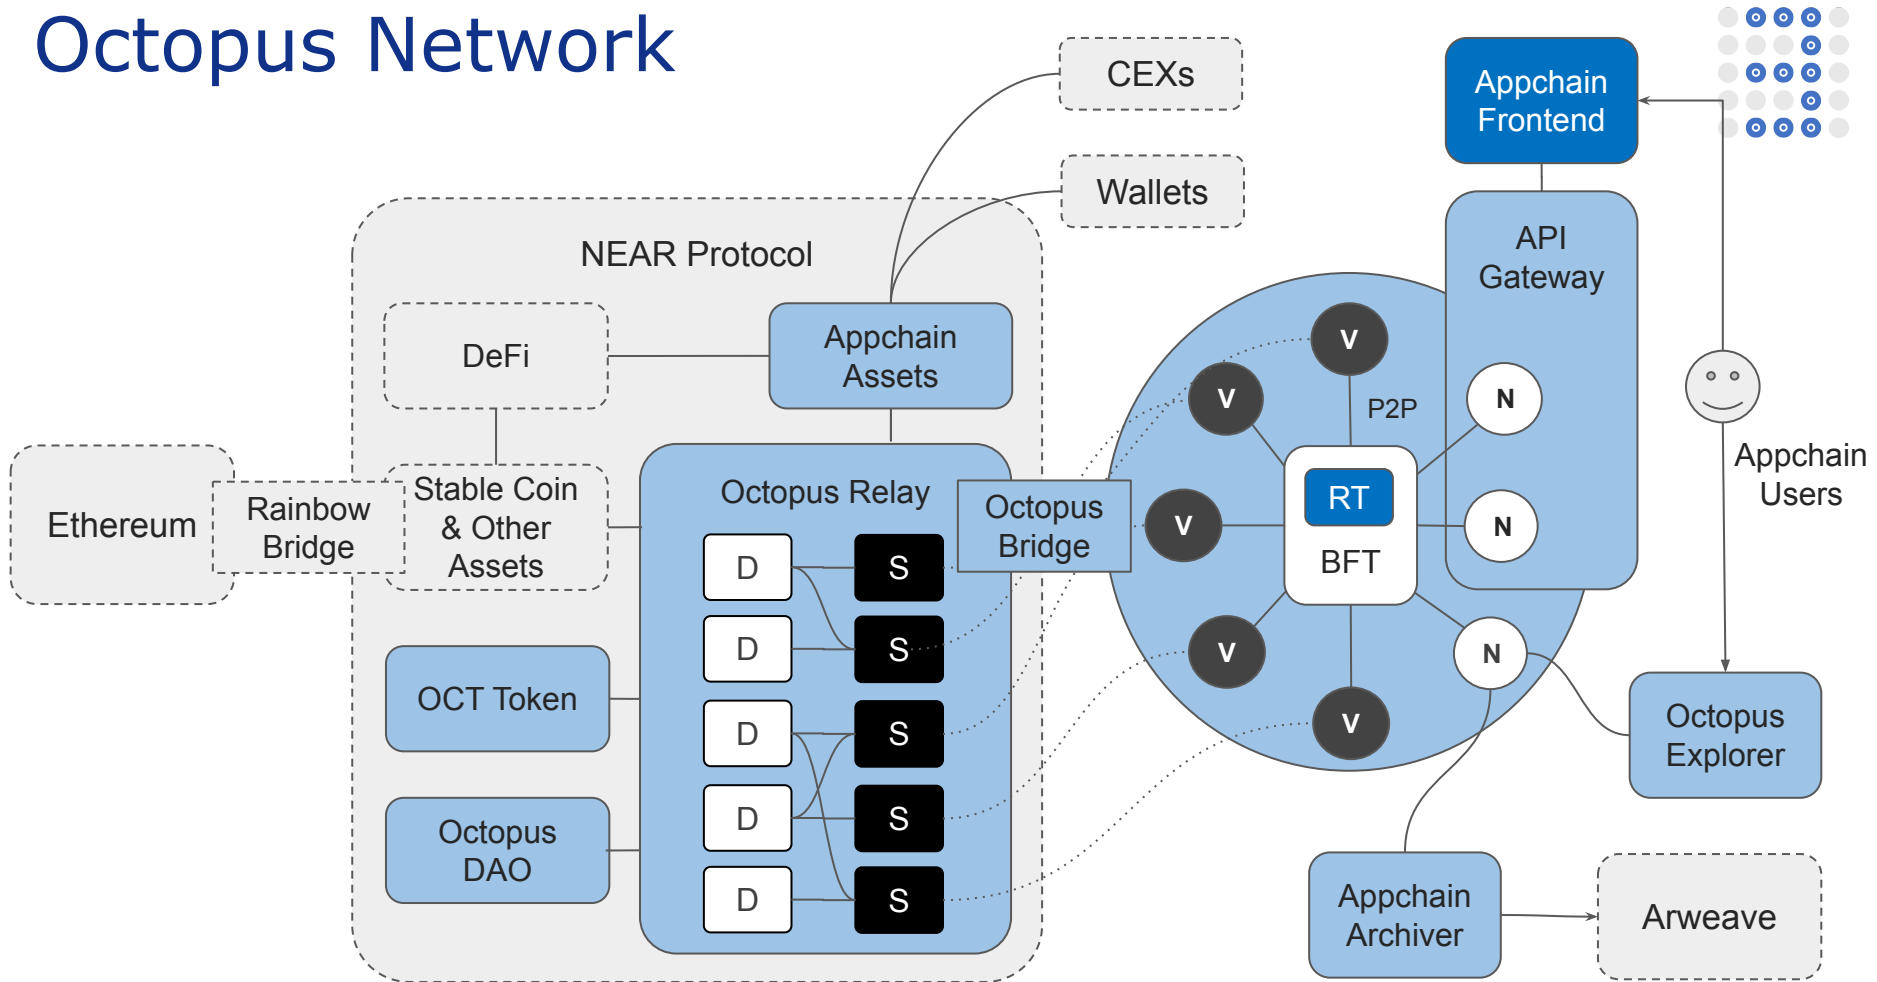 Octopus Network
CEXs
Wallets
Appchain
Frontend
API
Gateway
NEAR Protocol
DeFi
Appchain
Assets
Ethereum
Rainbow
Bridge
Stable Coin
& Other
Assets
OCT Token
Octopus
DAO
Octopus Relay
D
S
D
S
D
S
D
S
D
S
Octopus
Bridge
V
V
V
V
V
P2P
RT
BFT
N
N
N
Appchain
Users
Octopus
Explorer
Appchain
Archiver
Arweave